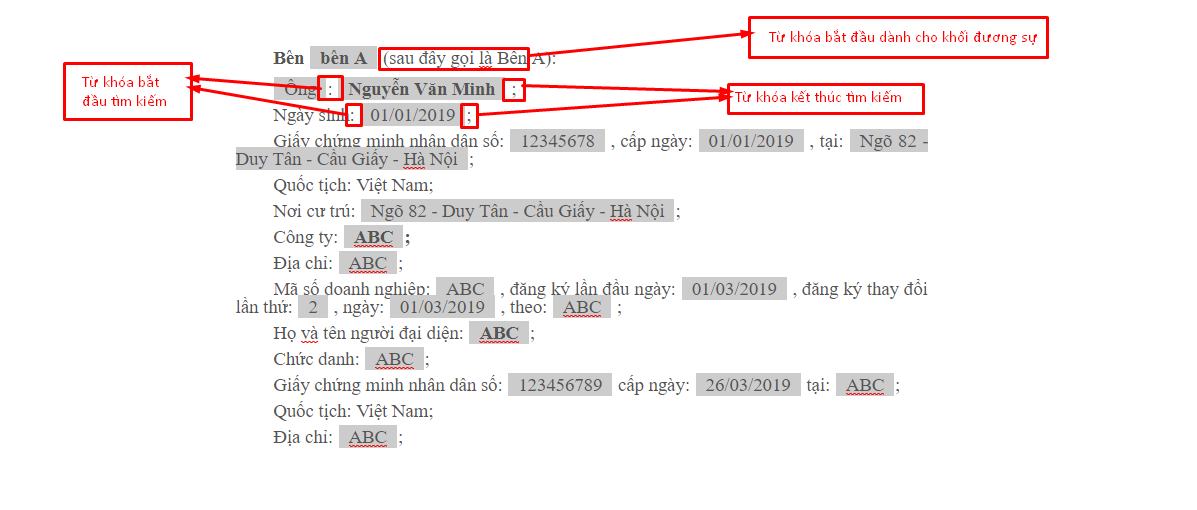 Từ khóa bắt đầu dành cho khối đương sự
Bên bên A (sau đây gọi là Bên A):
Từ khóa bắt
đầu tìm kiếm
Ông : Nguyễn Văn Minh ;
Từ khóa kết thúc tìm kiếm
Ngày sinh: 01/01/2019 ;
Giấy chứng minh nhân dân số: 12345678 , cấp ngày: 01/01/2019 , tại: Ngõ 82 -
Duy Tân - Cầu Giấy - Hà Nội ;
Quốc tịch: Việt Nam;
Nơi cư trú: Ngõ 82 - Duy Tân - Cầu Giấy - Hà Nội ;
Công ty: ABC ;
Địa chỉ: ABC ;
Mã số doanh nghiệp: ABC , đăng ký lần đầu ngày: 01/03/2019 , đăng ký thay đổi
lần thứ: 2 , ngày: 01/03/2019 , theo: ABC ;
Họ và tên người đại diện: ABC ;
Chức danh: ABC ;
Giấy chứng minh nhân dân số: 123456789 cấp ngày: 26/03/2019 tại: ABC ;
Quốc tịch: Việt Nam;
Địa chỉ: ABC ;